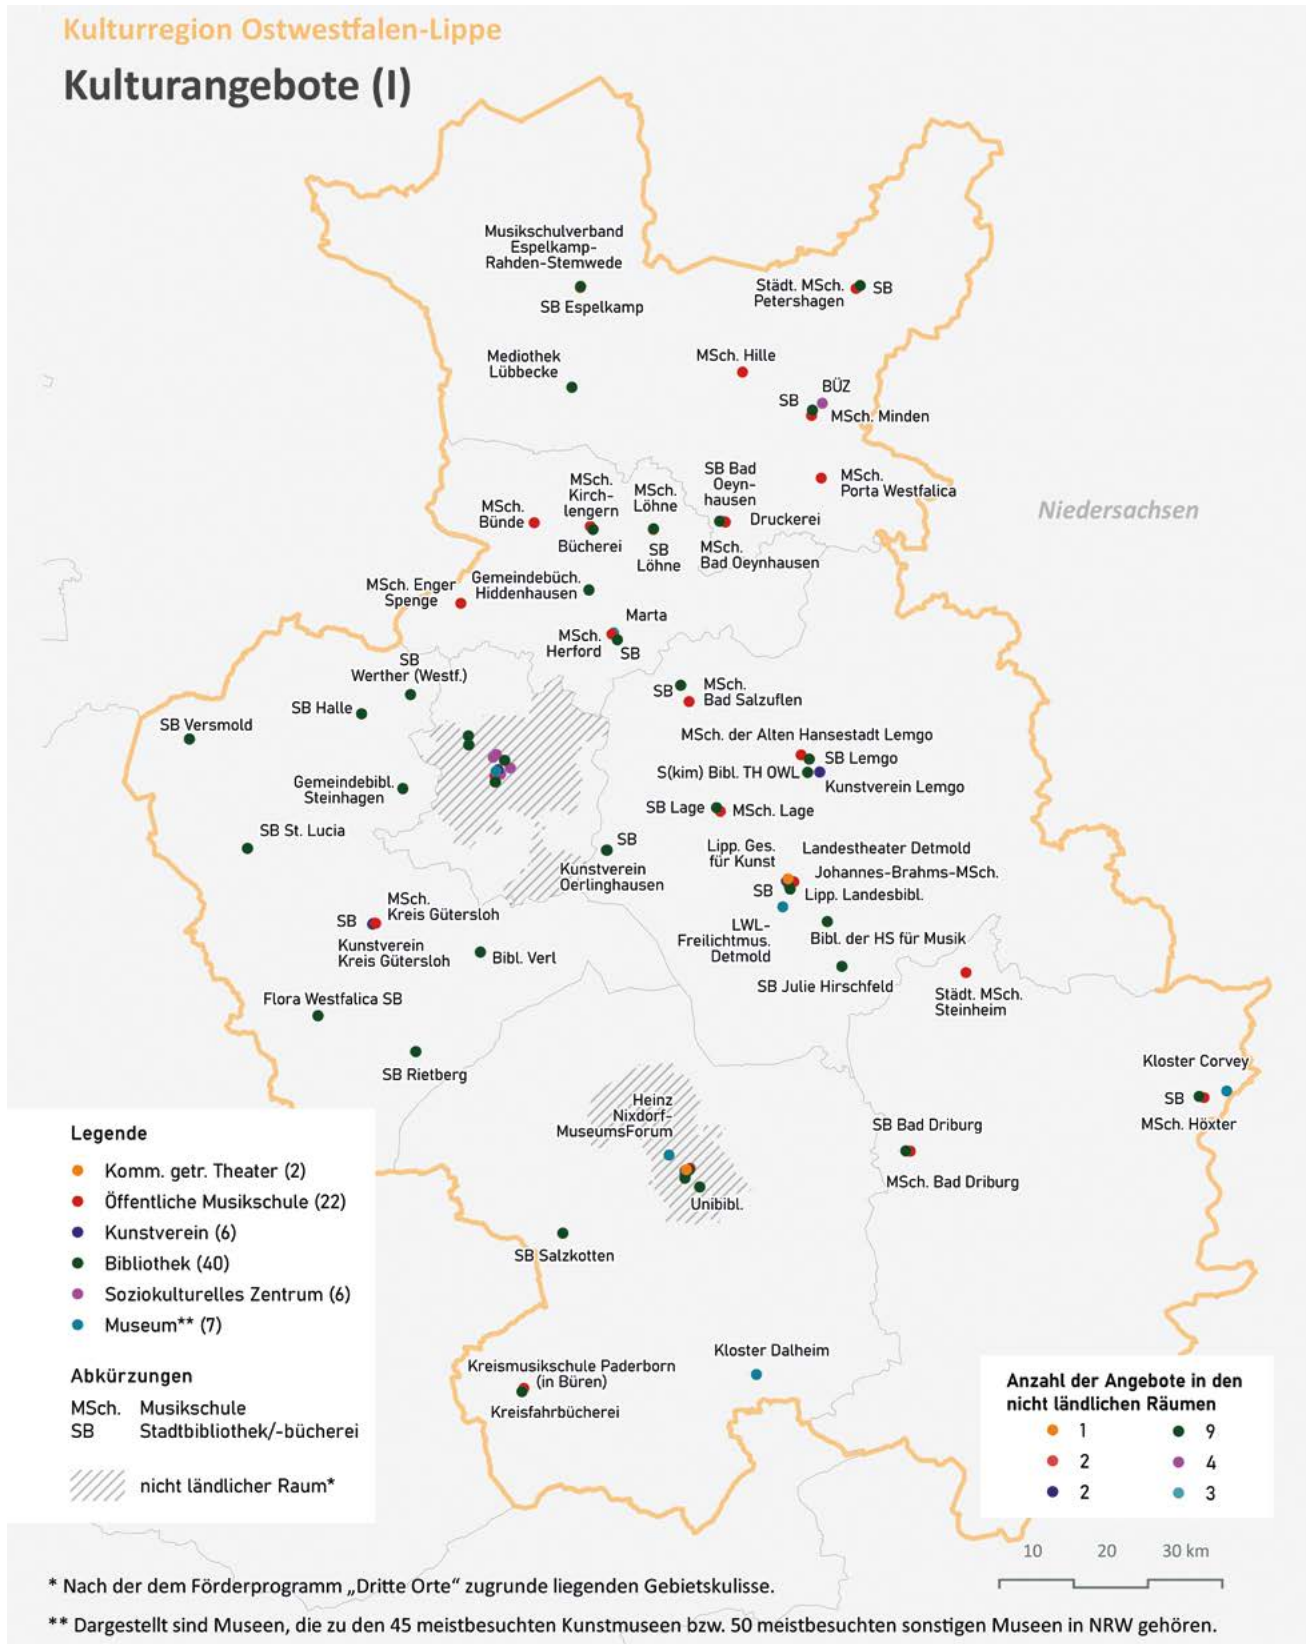 Kulturregion Ostwestfalen-Lippe
Kulturangebote (I)
Musikschulverband
Espelkamp-
Rahden-Stemwede
SB Espelkamp
Städt. MSch.
Petershagen
SB
Mediothek
Lübbecke
MSch. Hille
BÜZ
SB
MSch. Minden
MSch.
Porta Westfalica
Niedersachsen
SB Bad
Oeyn-
hausen
Druckerei
MSch.
Bad Oeynhausen
MSch.
Löhne
SB
Löhne
MSch.
Kirch-
lengern
Bücherei
MSch.
Bünde
MSch. Enger
Spenge
Gemeindebüch.
Hiddenhausen
Marta
MSch.
Herford
SB
SB
Werther (Westf.)
SB Halle
SB Versmold
SB
MSch.
Bad Salzuflen
MSch. der Alten Hansestadt Lemgo
SB Lemgo
S(kim) Bibl. TH OWL
Kunstverein Lemgo
Gemeindebibl.
Steinhagen
SB Lage
MSch. Lage
SB St. Lucia
SB
Kunstverein
Oerlinghausen
Lipp. Ges.
für Kunst
Landestheater Detmold
Johannes-Brahms-MSch.
SB
Lipp. Landesbibl.
LWL-
Freilichtmus.
Detmold
Bibl. der HS für Musik
SB Julie Hirschfeld
MSch.
Kreis Gütersloh
SB
Kunstverein
Kreis Gütersloh
Bibl. Verl
Städt. MSch.
Steinheim
Flora Westfalica SB
SB Rietberg
Kloster Corvey
SB
MSch. Höxter
Heinz
Nixdorf-
MuseumsForum
Unibibl.
SB Bad Driburg
MSch. Bad Driburg
SB Salzkotten
Kloster Dalheim
Kreismusikschule Paderborn
(in Büren)
Kreisfahrbücherei
Legende
Komm. getr. Theater (2)
Öffentliche Musikschule (22)
Kunstverein (6)
Bibliothek (40)
Soziokulturelles Zentrum (6)
Museum** (7)
Abkürzungen
MSch. Musikschule
SB Stadtbibliothek/-bücherei
nicht ländlicher Raum*
Anzahl der Angebote in den
nicht ländlichen Räumen
1 9
2 4
2 3
10 20 30 km
* Nach der dem Förderprogramm „Dritte Orte“ zugrunde liegenden Gebietskulisse.
** Dargestellt sind Museen, die zu den 45 meistbesuchten Kunstmuseen bzw. 50 meistbesuchten sonstigen Museen in NRW gehören.